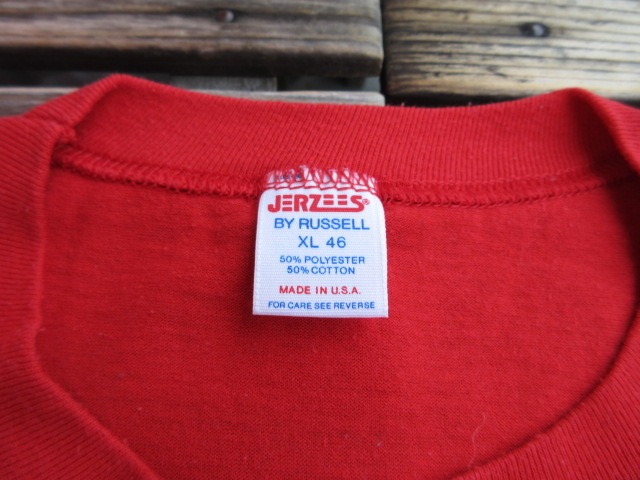 JERZEES®
BY RUSSELL
XL 46
50% POLYESTER
50% COTTON
MADE IN U.S.A.
FOR CARE SEE REVERSE